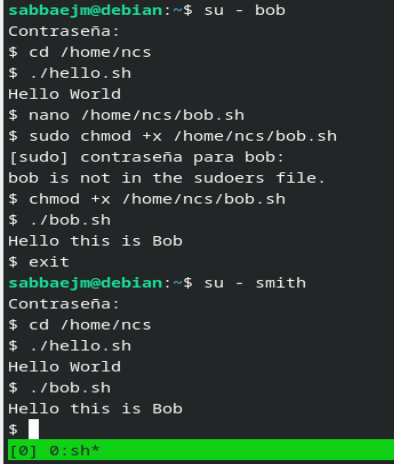 sabbaejm@debian:~$ su - bob
Contraseña:
$ cd /home/ncs
$ ./hello.sh
Hello World
$ nano /home/ncs/bob.sh
$ sudo chmod +x /home/ncs/bob.sh
[sudo] contraseña para bob:
bob is not in the sudoers file.
$ chmod +x /home/ncs/bob.sh
$ ./bob.sh
Hello this is Bob
$ exit
sabbaejm@debian:~$ su - smith
Contraseña:
$ cd /home/ncs
$ ./hello.sh
Hello World
$ ./bob.sh
Hello this is Bob
$
[0] 0:sh*